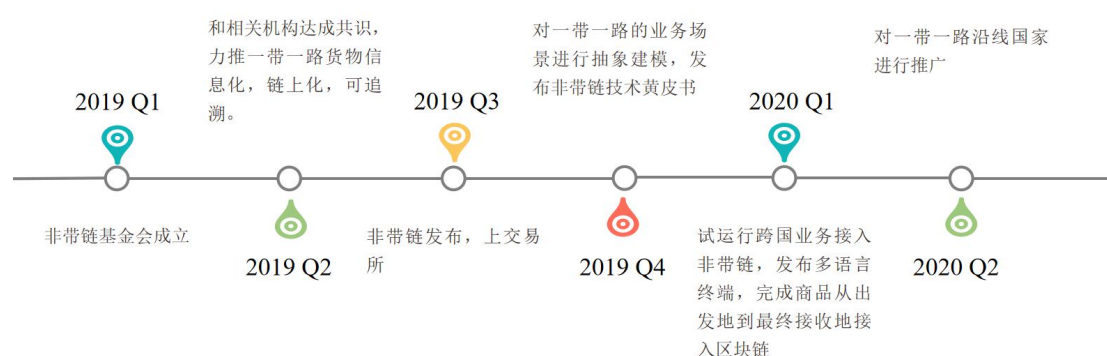 2019 Q1
非带链基金会成立
和相关机构达成共识，
力推一带一路货物信
息化，链上化，可追
溯。
2019 Q2
2019 Q3
非带链发布，上交易
所
对一带一路的业务场
景进行抽象建模，发
布非带链技术黄皮书
2019 Q4
2020 Q1
试运行跨国业务接入
非带链，发布多语言
终端，完成商品从出
发地到最终接收地接
入区块链
对一带一路沿线国家
进行推广
2020 Q2